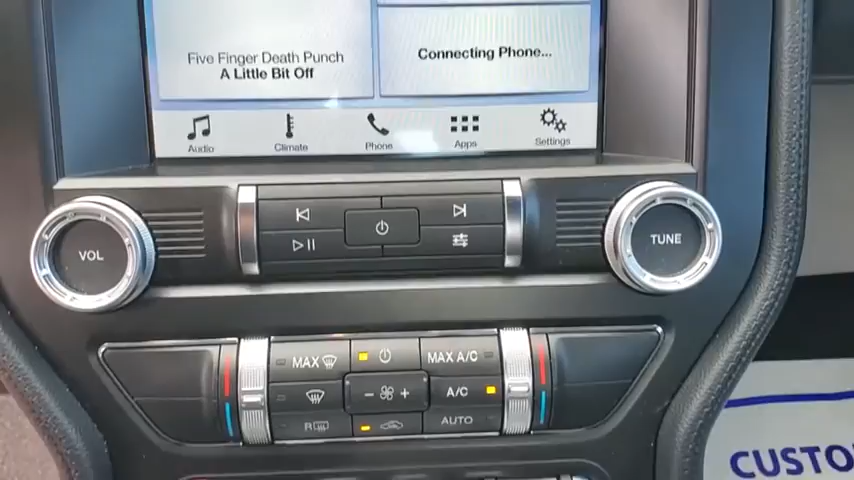 Five Finger Death Punch
A Little Bit Off
Connecting Phone...
Audio
Climate
Phone
Apps
Settings
VOL
TUNE
MAX
MAX A/C
A/C
R
AUTO
CUSTO